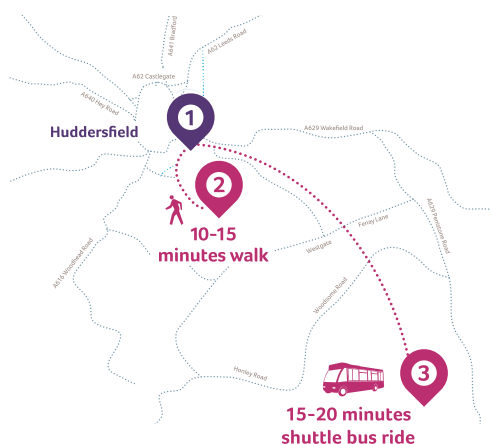 A641 Bradford
A62 Leeds Road
A62 Castlegate
A640 Hey Road
1
Huddersfield
A629 Wakefield Road
2
10-15
minutes walk
A629 Penistone Road
Fenay Lane
Westgate
A616 Woodhead Road
Woodsome Road
Honley Road
3
15-20 minutes
shuttle bus ride